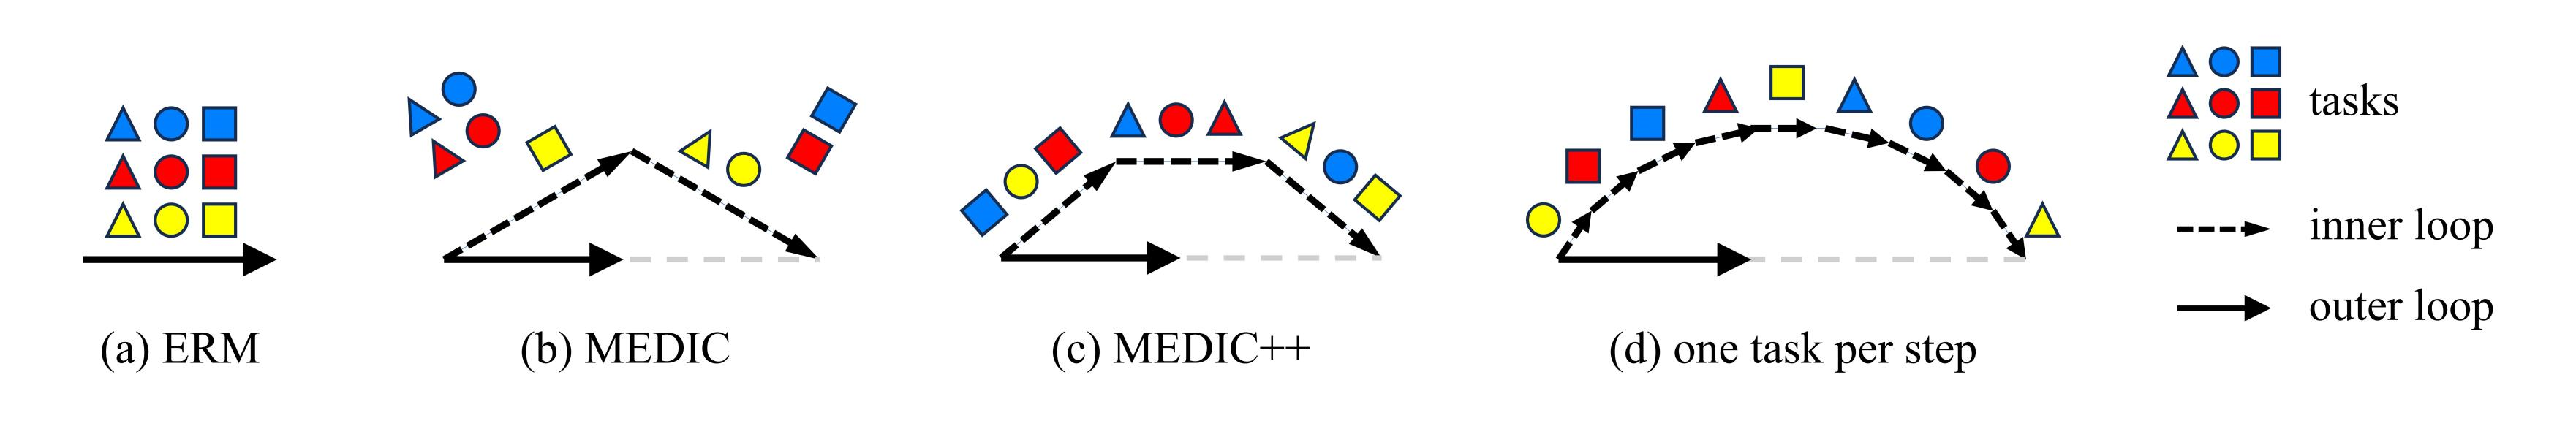 (a) ERM
(b) MEDIC
(c) MEDIC++
(d) one task per step
tasks
inner loop
outer loop